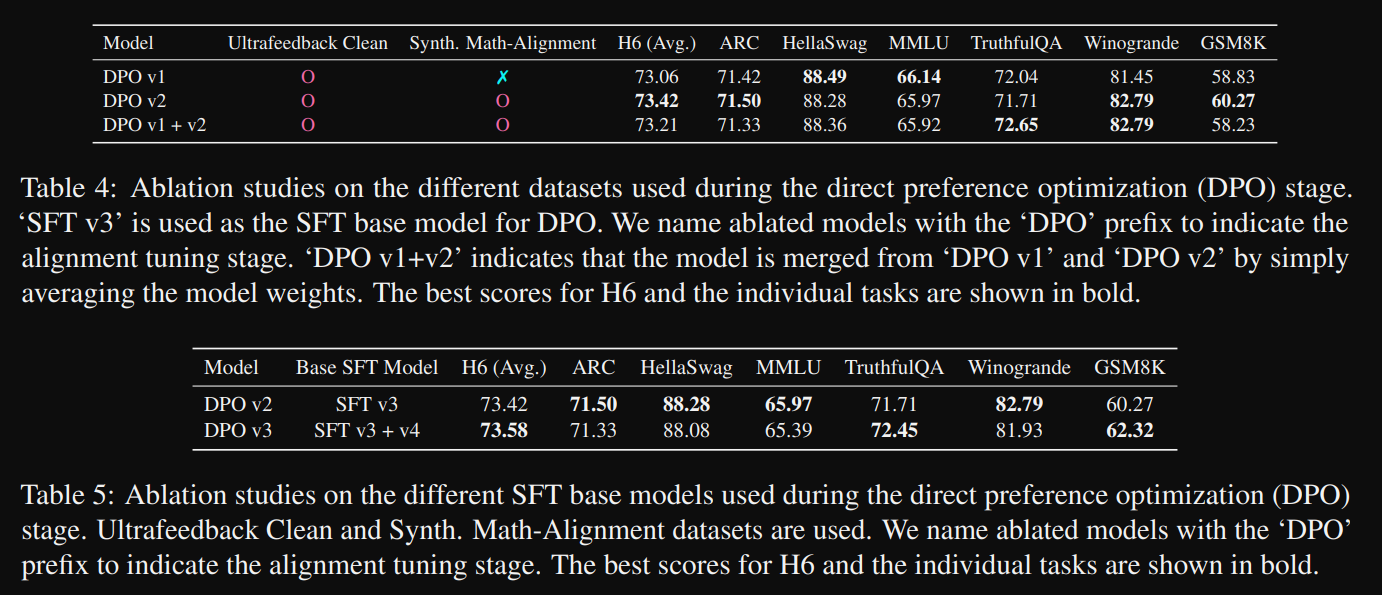 Model Ultrafeedback Clean Synth. Math-Alignment H6 (Avg.) ARC HellaSwag MMLU TruthfulQA Winogrande GSM8K
DPO v1 O ✗ 73.06 71.42 88.49 66.14 72.04 81.45 58.83
DPO v2 O O 73.42 71.50 88.28 65.97 71.71 82.79 60.27
DPO v1 + v2 O O 73.21 71.33 88.36 65.92 72.65 82.79 58.23
Table 4: Ablation studies on the different datasets used during the direct preference optimization (DPO) stage.
‘SFT v3’ is used as the SFT base model for DPO. We name ablated models with the ‘DPO’ prefix to indicate the
alignment tuning stage. ‘DPO v1+v2’ indicates that the model is merged from ‘DPO v1’ and ‘DPO v2’ by simply
averaging the model weights. The best scores for H6 and the individual tasks are shown in bold.
Model Base SFT Model H6 (Avg.) ARC HellaSwag MMLU TruthfulQA Winogrande GSM8K
DPO v2 SFT v3 73.42 71.50 88.28 65.97 71.71 82.79 60.27
DPO v3 SFT v3 + v4 73.58 71.33 88.08 65.39 72.45 81.93 62.32
Table 5: Ablation studies on the different SFT base models used during the direct preference optimization (DPO)
stage. Ultrafeedback Clean and Synth. Math-Alignment datasets are used. We name ablated models with the ‘DPO’
prefix to indicate the alignment tuning stage. The best scores for H6 and the individual tasks are shown in bold.